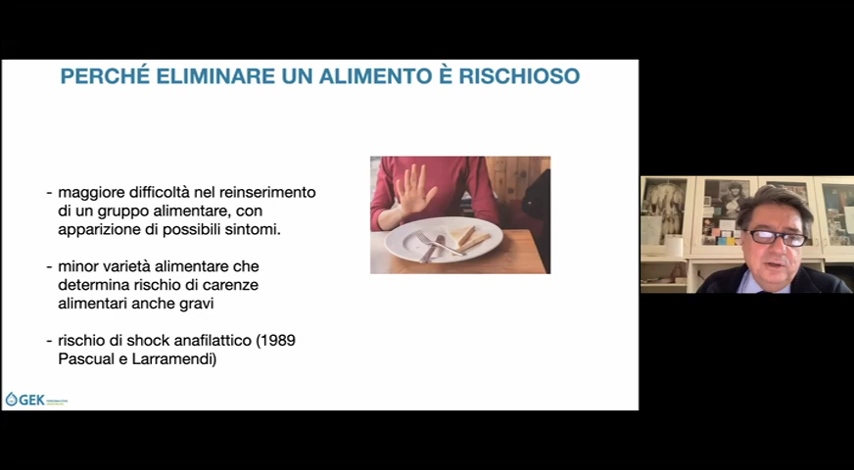 PERCHÉ ELIMINARE UN ALIMENTO È RISCHIOSO
- maggiore difficoltà nel reinserimento
di un gruppo alimentare, con
apparizione di possibili sintomi.
- minor varietà alimentare che
determina rischio di carenze
alimentari anche gravi
- rischio di shock anafilattico (1989
Pascual e Larramendi)
GEK